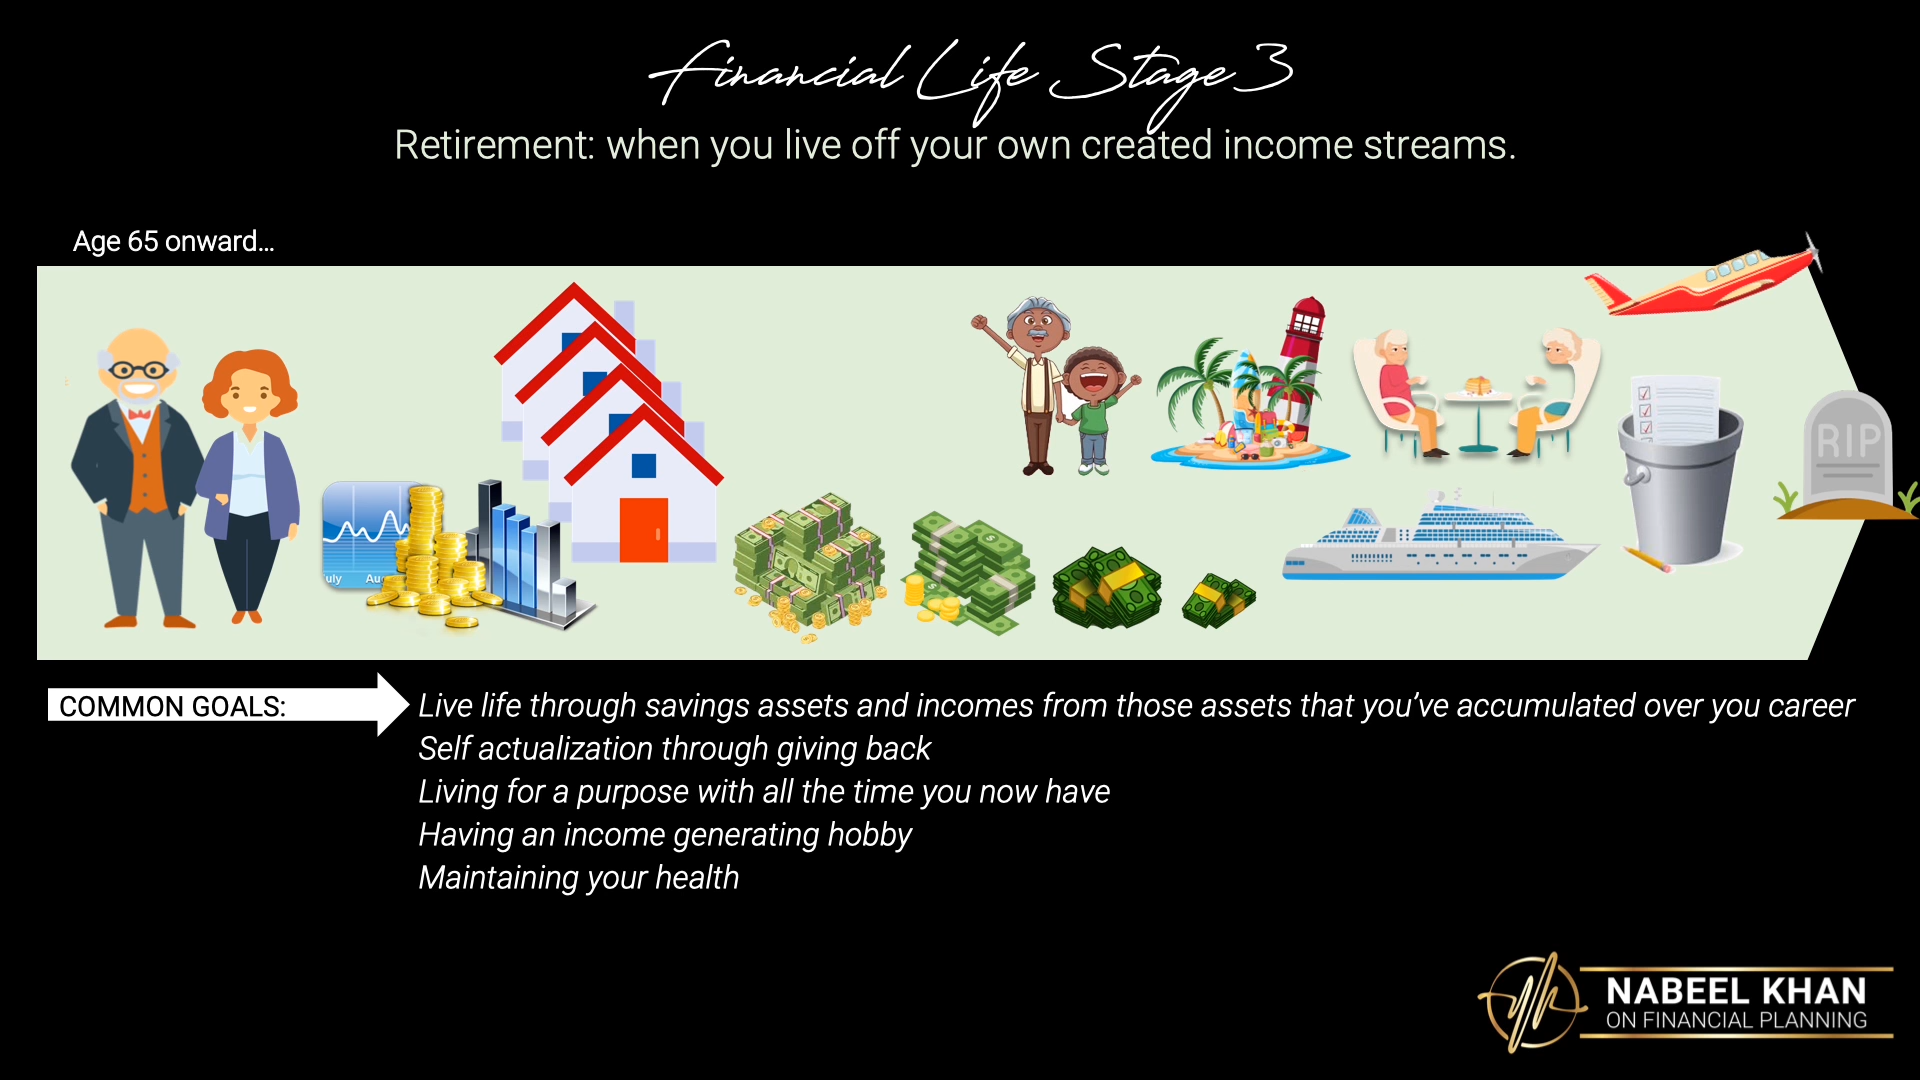 Financial Life Stage 3
Retirement: when you live off your own created income streams.
Age 65 onward...
RIP
uly Au
COMMON GOALS:
Live life through savings assets and incomes from those assets that you've accumulated over you career
Self actualization through giving back
Living for a purpose with all the time you now have
Having an income generating hobby
Maintaining your health
NABEEL KHAN
ON FINANCIAL PLANNING